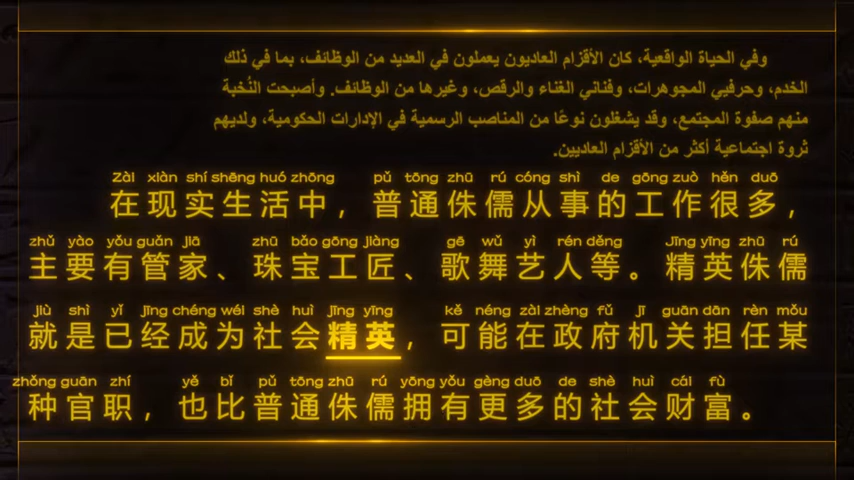 وفي الحياة الواقعية، كان الأقزام العاديون يعملون في العديد من الوظائف، بما في ذلك
الخدم، وحرفيي المجوهرات، وفناني الغناء والرقص، وغيرها من الوظائف. وأصبحت النُخبة
منهم صفوة المجتمع، وقد يشغلون نوعًا من المناصب الرسمية في الإدارات الحكومية، ولديهم
ثروة اجتماعية أكثر من الأقزام العاديين.
Zài xiàn shí shēng huó zhōng pǔ tōng zhū rú cóng shì de gōng zuò hěn duō
在现实生活中，普通侏儒从事的工作很多，
zhǔ yào yǒu guǎn jiā zhū bǎo gōng jiàng gē wǔ yì rén děng Jīng yīng zhū rú
主要有管家、珠宝工匠、歌舞艺人等。精英侏儒
jiù shì yǐ jīng chéng wéi shè huì jīng yīng kě néng zài zhèng fǔ jī guān dān rèn mǒu
就是已经成为社会精英，可能在政府机关担任某
zhǒng guān zhí yě bǐ pǔ tōng zhū rú yōng yǒu gèng duō de shè huì cái fù
种官职，也比普通侏儒拥有更多的社会财富。